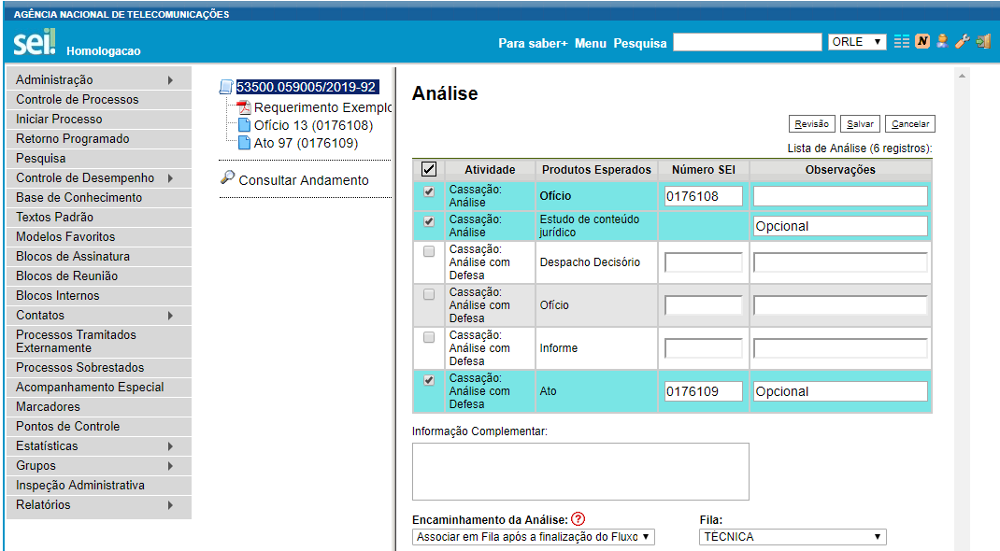 AGÊNCIA NACIONAL DE TELECOMUNICAÇÕES
sei! Homologacao
Para saber+ Menu Pesquisa ORLE
Administração
Controle de Processos
Iniciar Processo
Retorno Programado
Pesquisa
Controle de Desempenho
Base de Conhecimento
Textos Padrão
Modelos Favoritos
Blocos de Assinatura
Blocos de Reunião
Blocos Internos
Contatos
Processos Tramitados
Externamente
Processos Sobrestados
Acompanhamento Especial
Marcadores
Pontos de Controle
Estatísticas
Grupos
Inspeção Administrativa
Relatórios
53500.059005/2019-92
Requerimento Exemplo
Ofício 13 (0176108)
Ato 97 (0176109)
Consultar Andamento
Análise
Revisão Salvar Cancelar
Lista de Análise (6 registros):
Atividade Produtos Esperados Número SEI Observações
Cassação:
Análise
Ofício 0176108
Cassação:
Análise
Estudo de conteúdo
jurídico
Opcional
Cassação:
Análise com
Defesa
Despacho Decisório
Cassação:
Análise com
Defesa
Ofício
Cassação:
Análise com
Defesa
Informe
Cassação:
Análise com
Defesa
Ato 0176109 Opcional
Informação Complementar:
Encaminhamento da Análise: ? Fila:
Associar em Fila após a finalização do Fluxo TÉCNICA